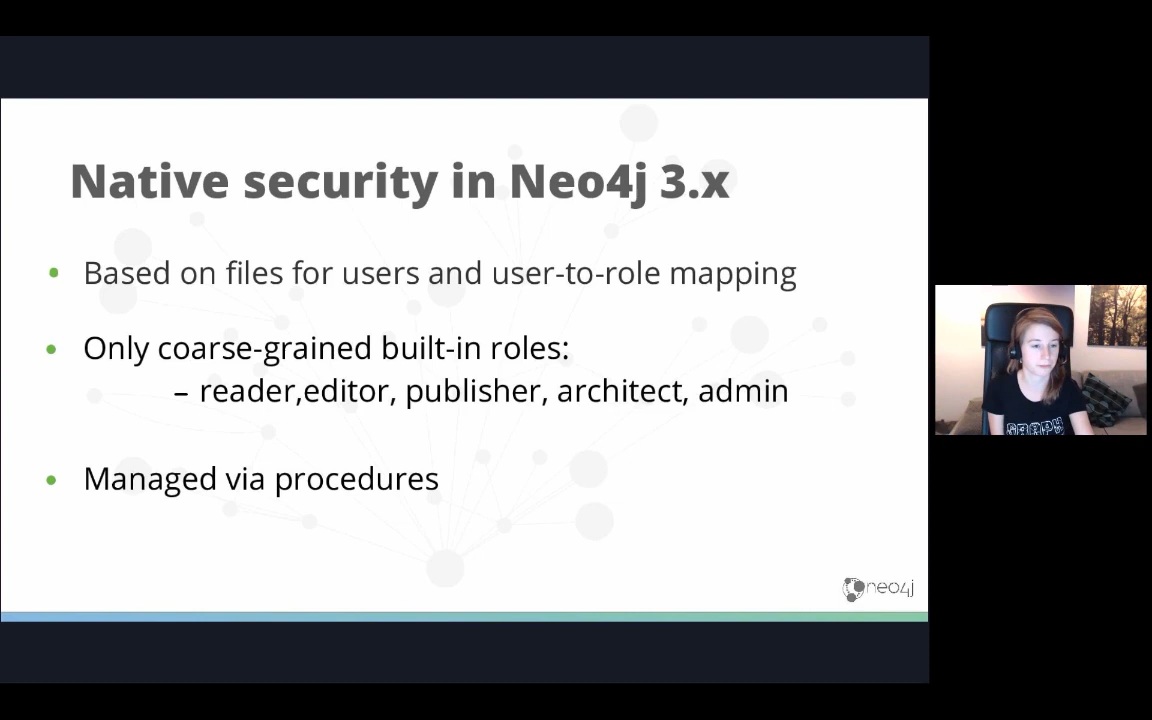 Native security in Neo4j 3.x
• Based on files for users and user-to-role mapping
• Only coarse-grained built-in roles:
– reader,editor, publisher, architect, admin
• Managed via procedures
neo4j
GRAPH